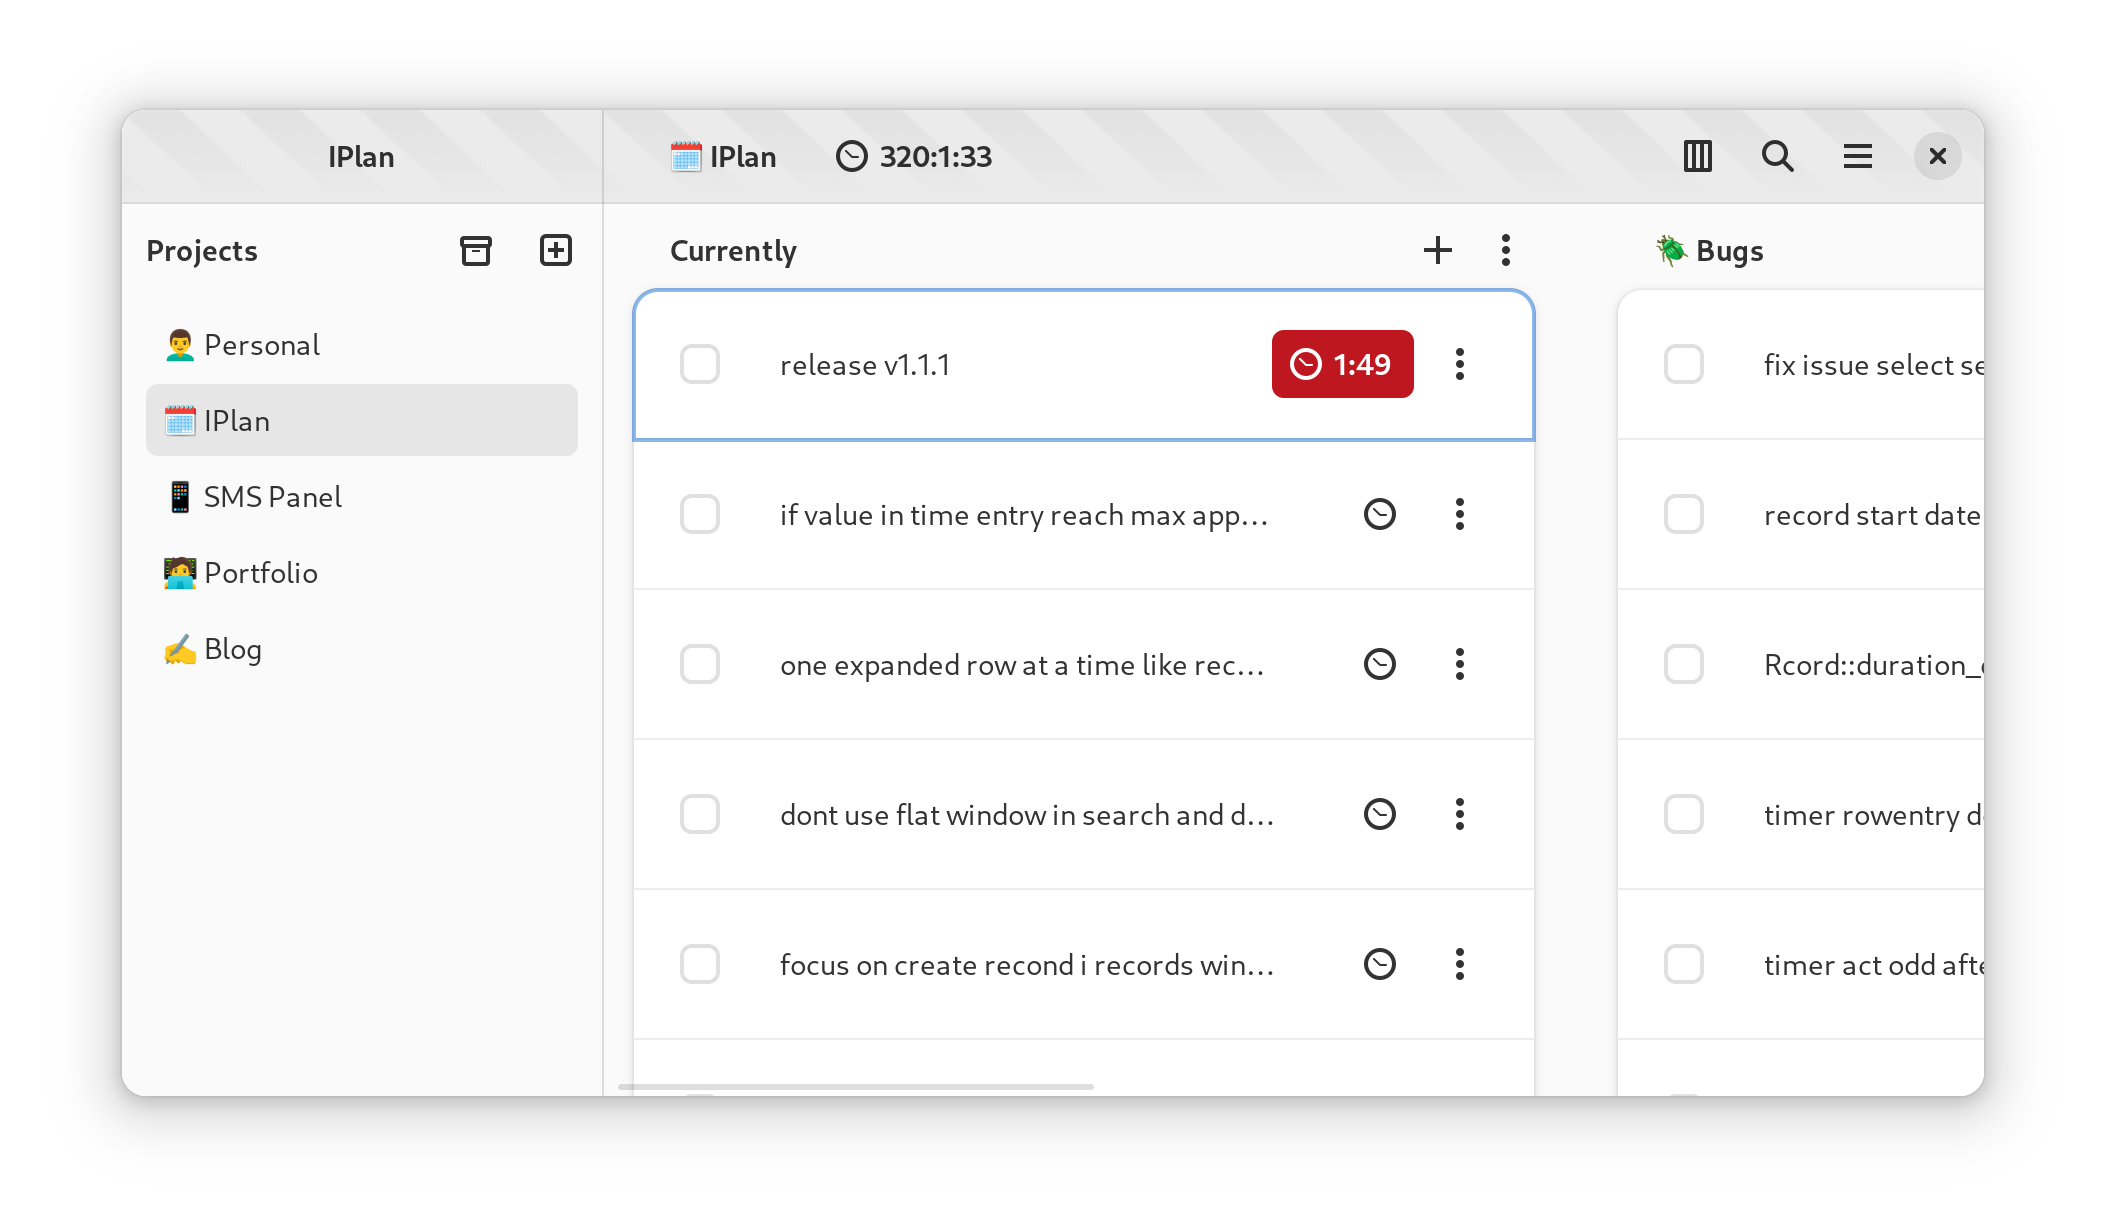 IPlan
IPlan
320:1:33
Projects
Personal
IPlan
SMS Panel
Portfolio
Blog
Currently
release v1.1.1
1:49
if value in time entry reach max app...
one expanded row at a time like rec...
dont use flat window in search and d...
focus on create recond i records win...
Bugs
fix issue select se
record start date
Rcord::duration_
timer rowentry d
timer act odd afte